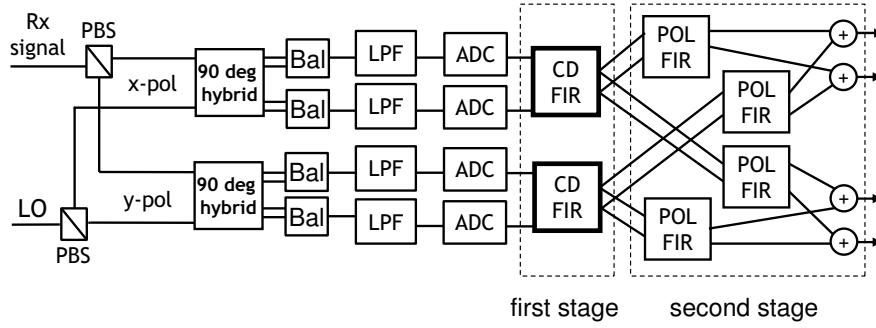 Rx
signal
PBS
x-pol
90 deg
hybrid
Bal
LPF
ADC
Bal
LPF
ADC
CD
FIR
POL
FIR
+
+
POL
FIR
LO
PBS
y-pol
90 deg
hybrid
Bal
LPF
ADC
Bal
LPF
ADC
CD
FIR
POL
FIR
POL
FIR
+
+
first stage
second stage